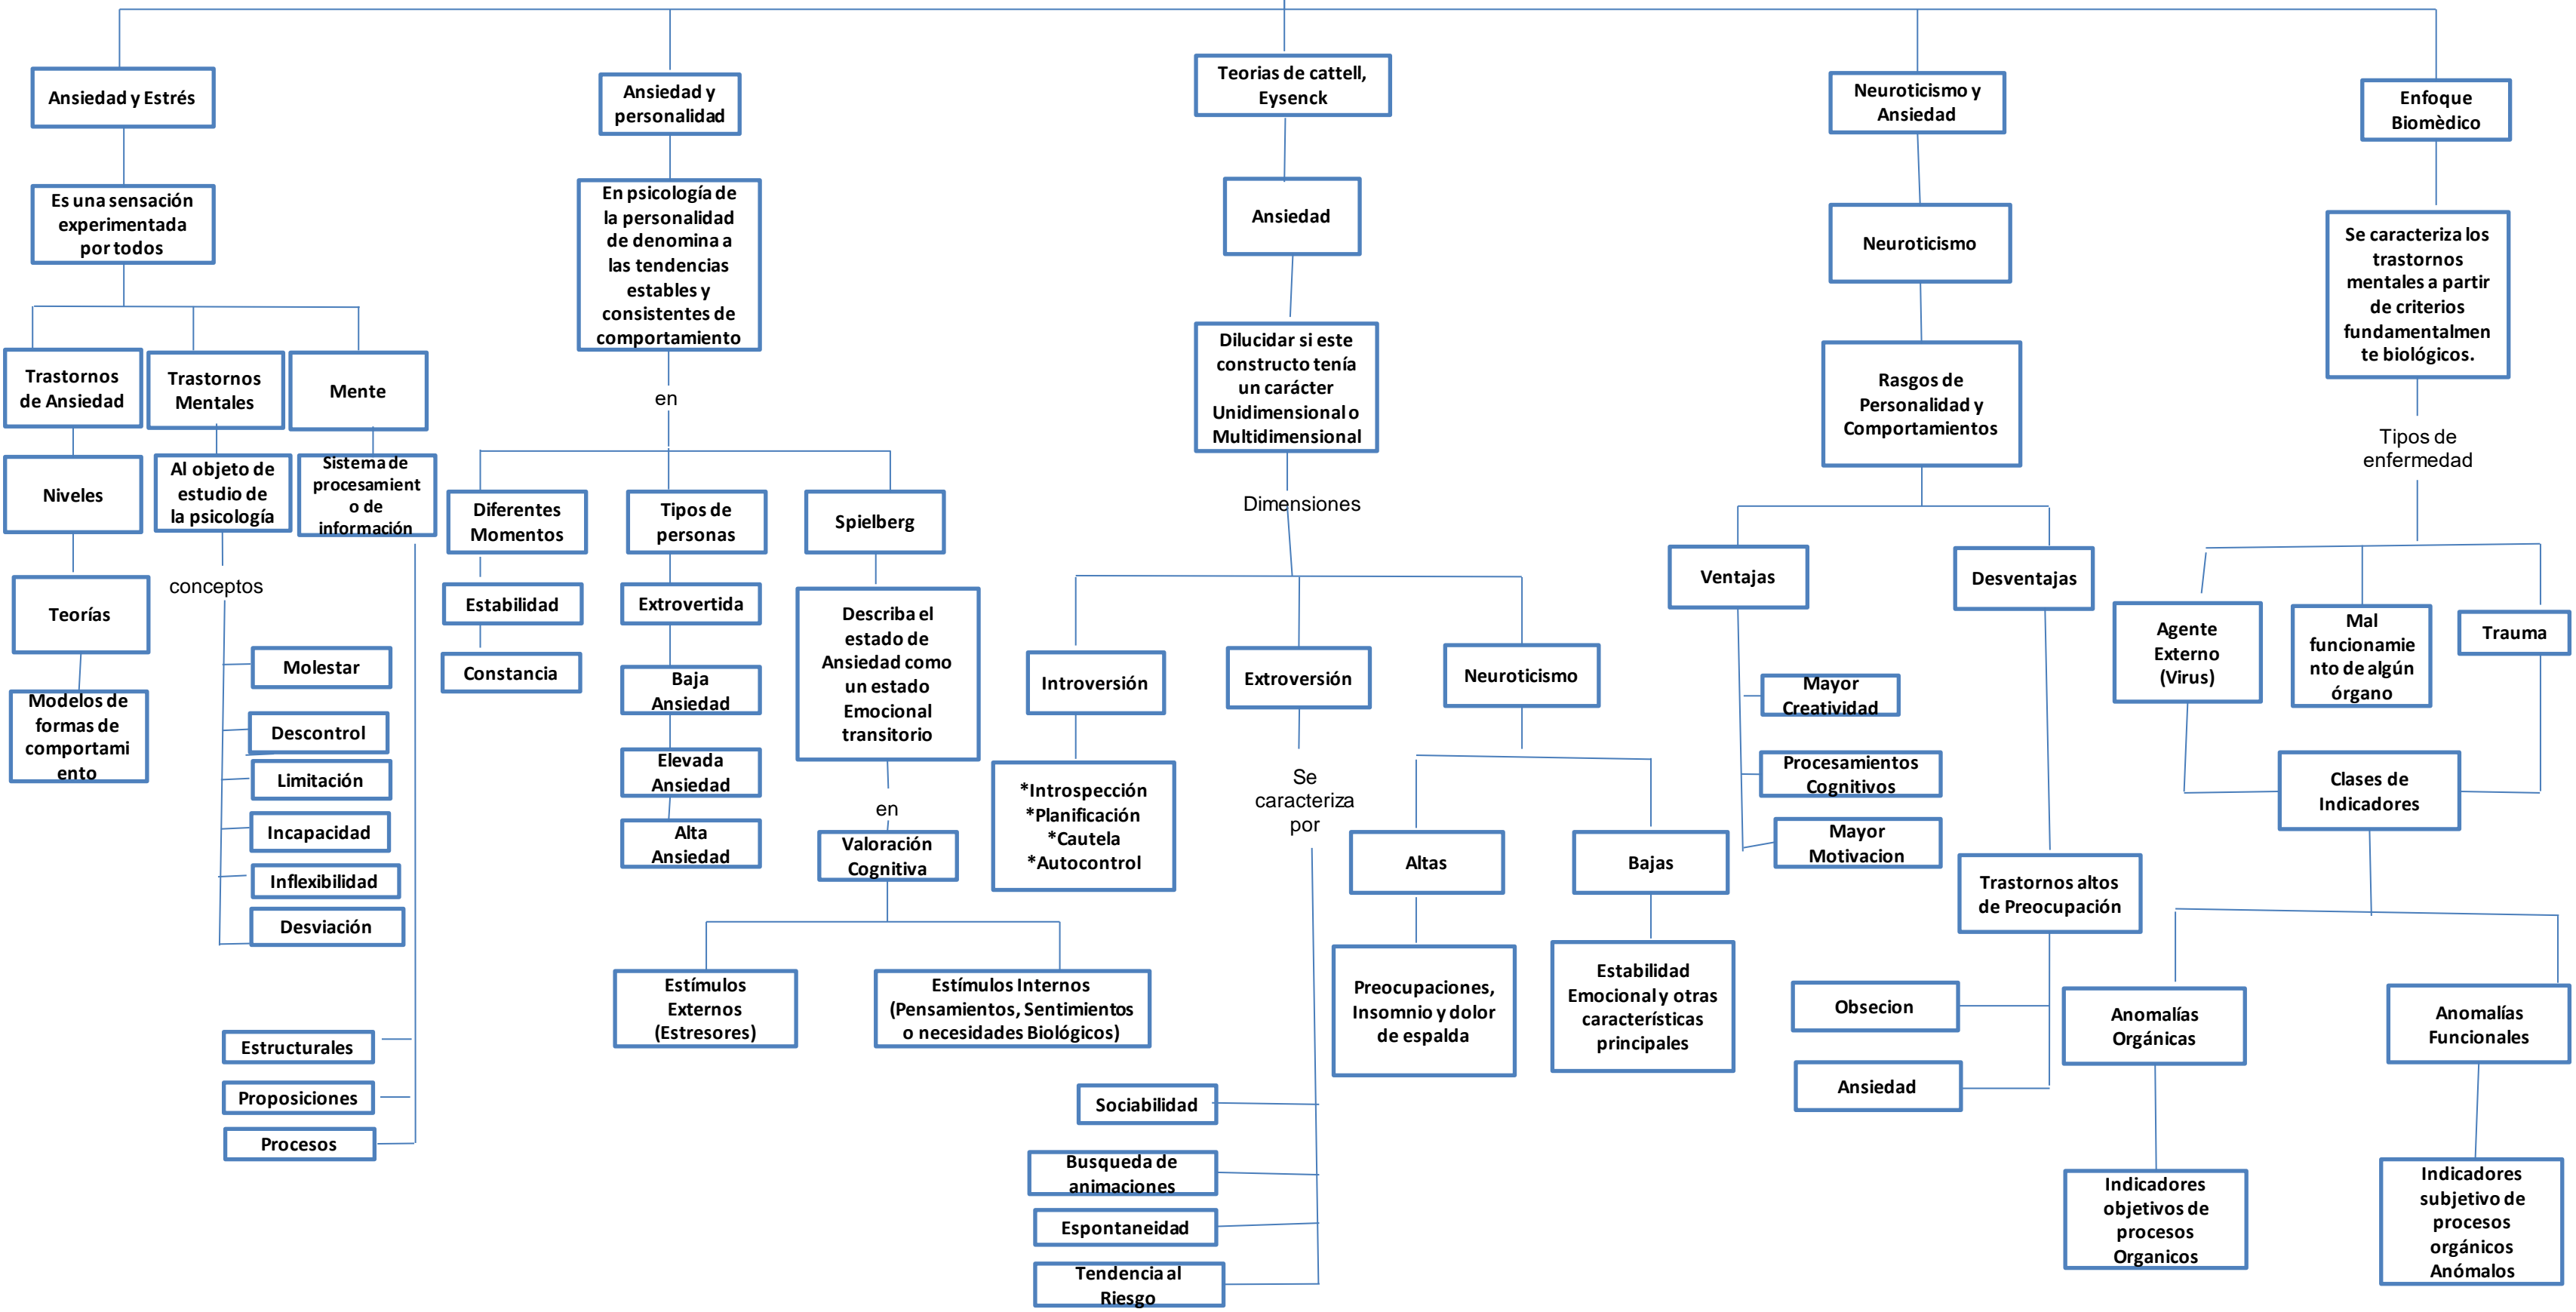 Ansiedad y Estrés
Es una sensación
experimentada
por todos
Trastornos
de Ansiedad
Niveles
Teorías
Modelos de
formas de
comportami
ento
Trastornos
Mentales
Al objeto de
estudio de
la psicología
conceptos
Molestar
Descontrol
Limitación
Incapacidad
Inflexibilidad
Desviación
Mente
Sistema de
procesamient
o de
información
Estructurales
Proposiciones
Procesos
Ansiedad y
personalidad
En psicología de
la personalidad
de denomina a
las tendencias
estables y
consistentes de
comportamiento
en
Diferentes
Momentos
Estabilidad
Constancia
Tipos de
personas
Extrovertida
Baja
Ansiedad
Elevada
Ansiedad
Alta
Ansiedad
Spielberg
Describa el
estado de
Ansiedad como
un estado
Emocional
transitorio
en
Valoración
Cognitiva
Estímulos
Externos
(Estresores)
Estímulos Internos
(Pensamientos, Sentimientos
o necesidades Biológicos)
Teorias de cattell,
Eysenck
Ansiedad
Dilucidar si este
constructo tenía
un carácter
Unidimensional o
Multidimensional
Dimensiones
Introversión
*Introspección
*Planificación
*Cautela
*Autocontrol
Extroversión
Se
caracteriza
por
Sociabilidad
Busqueda de
animaciones
Espontaneidad
Tendencia al
Riesgo
Neuroticismo
Altas
Preocupaciones,
Insomnio y dolor
de espalda
Bajas
Estabilidad
Emocional y otras
características
principales
Neuroticismo y
Ansiedad
Neuroticismo
Rasgos de
Personalidad y
Comportamientos
Ventajas
Mayor
Creatividad
Procesamientos
Cognitivos
Mayor
Motivacion
Desventajas
Trastornos altos
de Preocupación
Obsecion
Ansiedad
Enfoque
Biomèdico
Se caracteriza los
trastornos
mentales a partir
de criterios
fundamentalmen
te biológicos.
Tipos de
enfermedad
Agente
Externo
(Virus)
Mal
funcionamie
nto de algún
órgano
Trauma
Clases de
Indicadores
Anomalías
Orgánicas
Indicadores
objetivos de
procesos
Organicos
Anomalías
Funcionales
Indicadores
subjetivo de
procesos
orgánicos
Anómalos